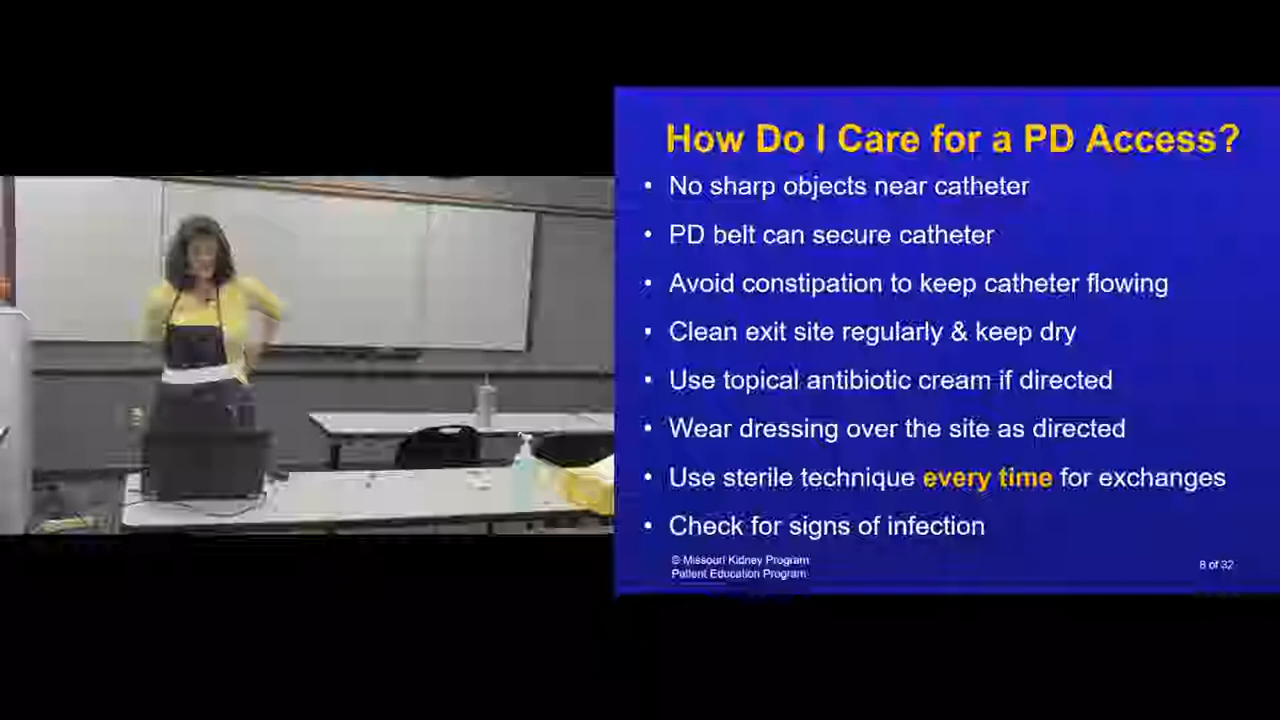 How Do I Care for a PD Access?
• No sharp objects near catheter
• PD belt can secure catheter
• Avoid constipation to keep catheter flowing
• Clean exit site regularly & keep dry
• Use topical antibiotic cream if directed
• Wear dressing over the site as directed
• Use sterile technique every time for exchanges
• Check for signs of infection
© Missouri Kidney Program
Patient Education Program
8 of 32